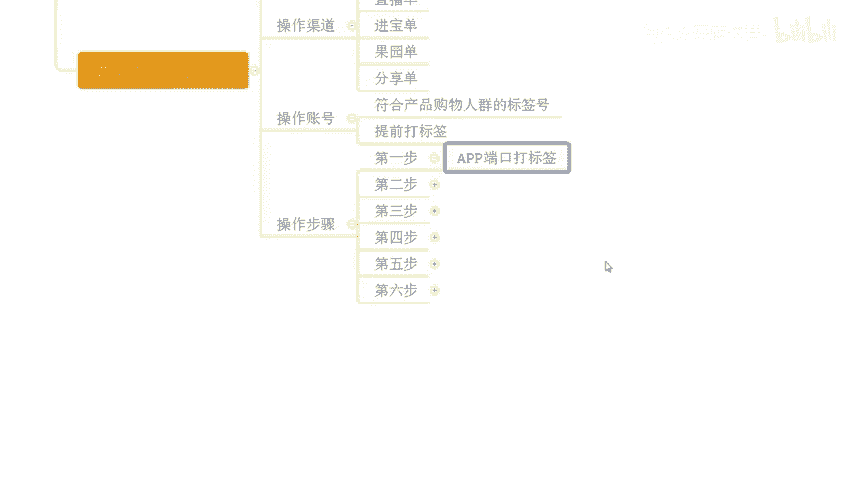 操作渠道
进宝单
果园单
分享单
操作账号
符合产品购物人群的标签号
提前打标签
操作步骤
第一步
APP端口打标签
第二步
第三步
第四步
第五步
第六步
bilibili